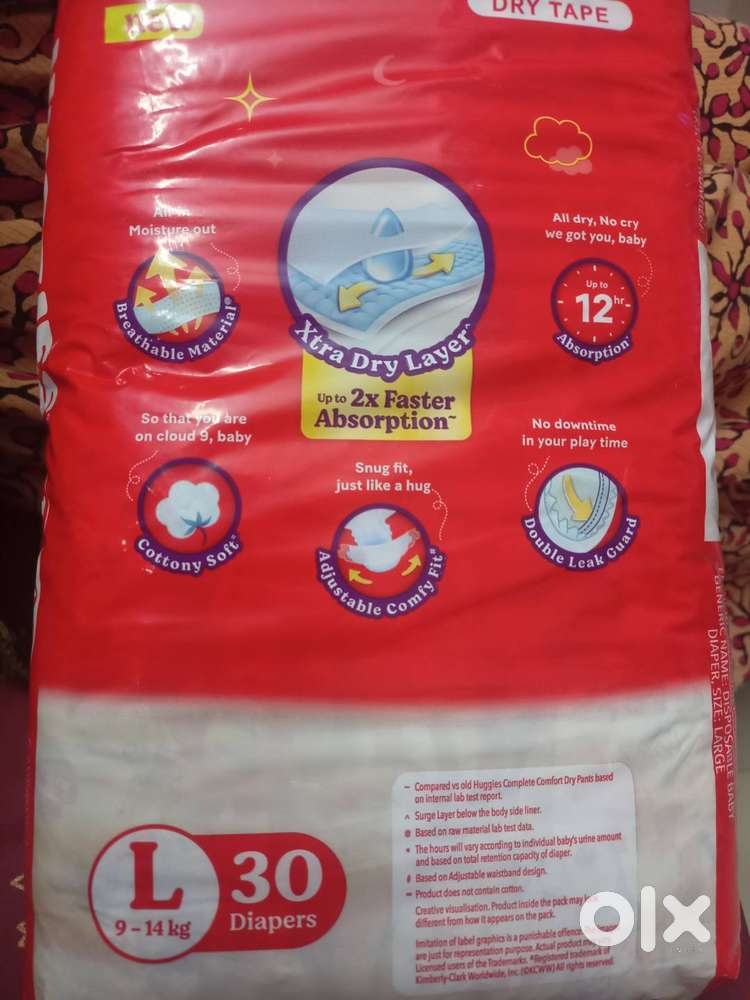 new
DRY TAPE
All in
Moisture out
Breathable Material®
Xtra Dry Layer^
Up to 2x Faster
Absorption~
All dry, No cry
we got you, baby
Up to
12hr
Absorption*
So that you are
on cloud 9, baby
Cottony Soft
Snug fit,
just like a hug
Adjustable Comfy Fit#
No downtime
in your play time
Double Leak Guard
GENERIC NAME: DISPOSABLE BABY
DIAPER, SIZE: LARGE
~ Compared vs old Huggies Complete Comfort Dry Pants based
on internal lab test report.
^ Surge Layer below the body side liner.
Based on raw material lab test data.
* The hours will vary according to individual baby's urine amount
and based on total retention capacity of diaper.
# Based on Adjustable waistband design.
Product does not contain cotton.
Creative visualisation. Product inside the pack may look
different from how it appears on the pack.
Imitation of label graphics is a punishable offence.
are just for representation purpose. Actual product may
Licensed users of the Trademarks. ®Registered trademark of
Kimberly-Clark Worldwide, Inc. (©KCWW) All rights reserved.
L
9 – 14 kg
30
Diapers
olx